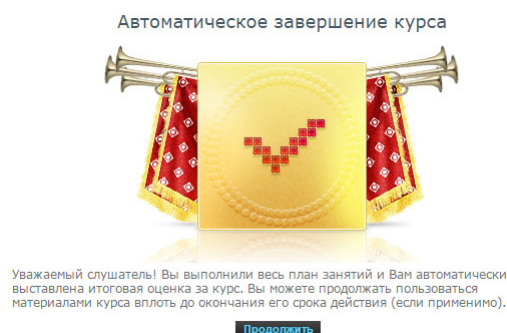 Автоматическое завершение курса
Уважаемый слушатель! Вы выполнили весь план занятий и Вам автоматически
выставлена итоговая оценка за курс. Вы можете продолжать пользоваться
материалами курса вплоть до окончания его срока действия (если применимо).
Продолжить